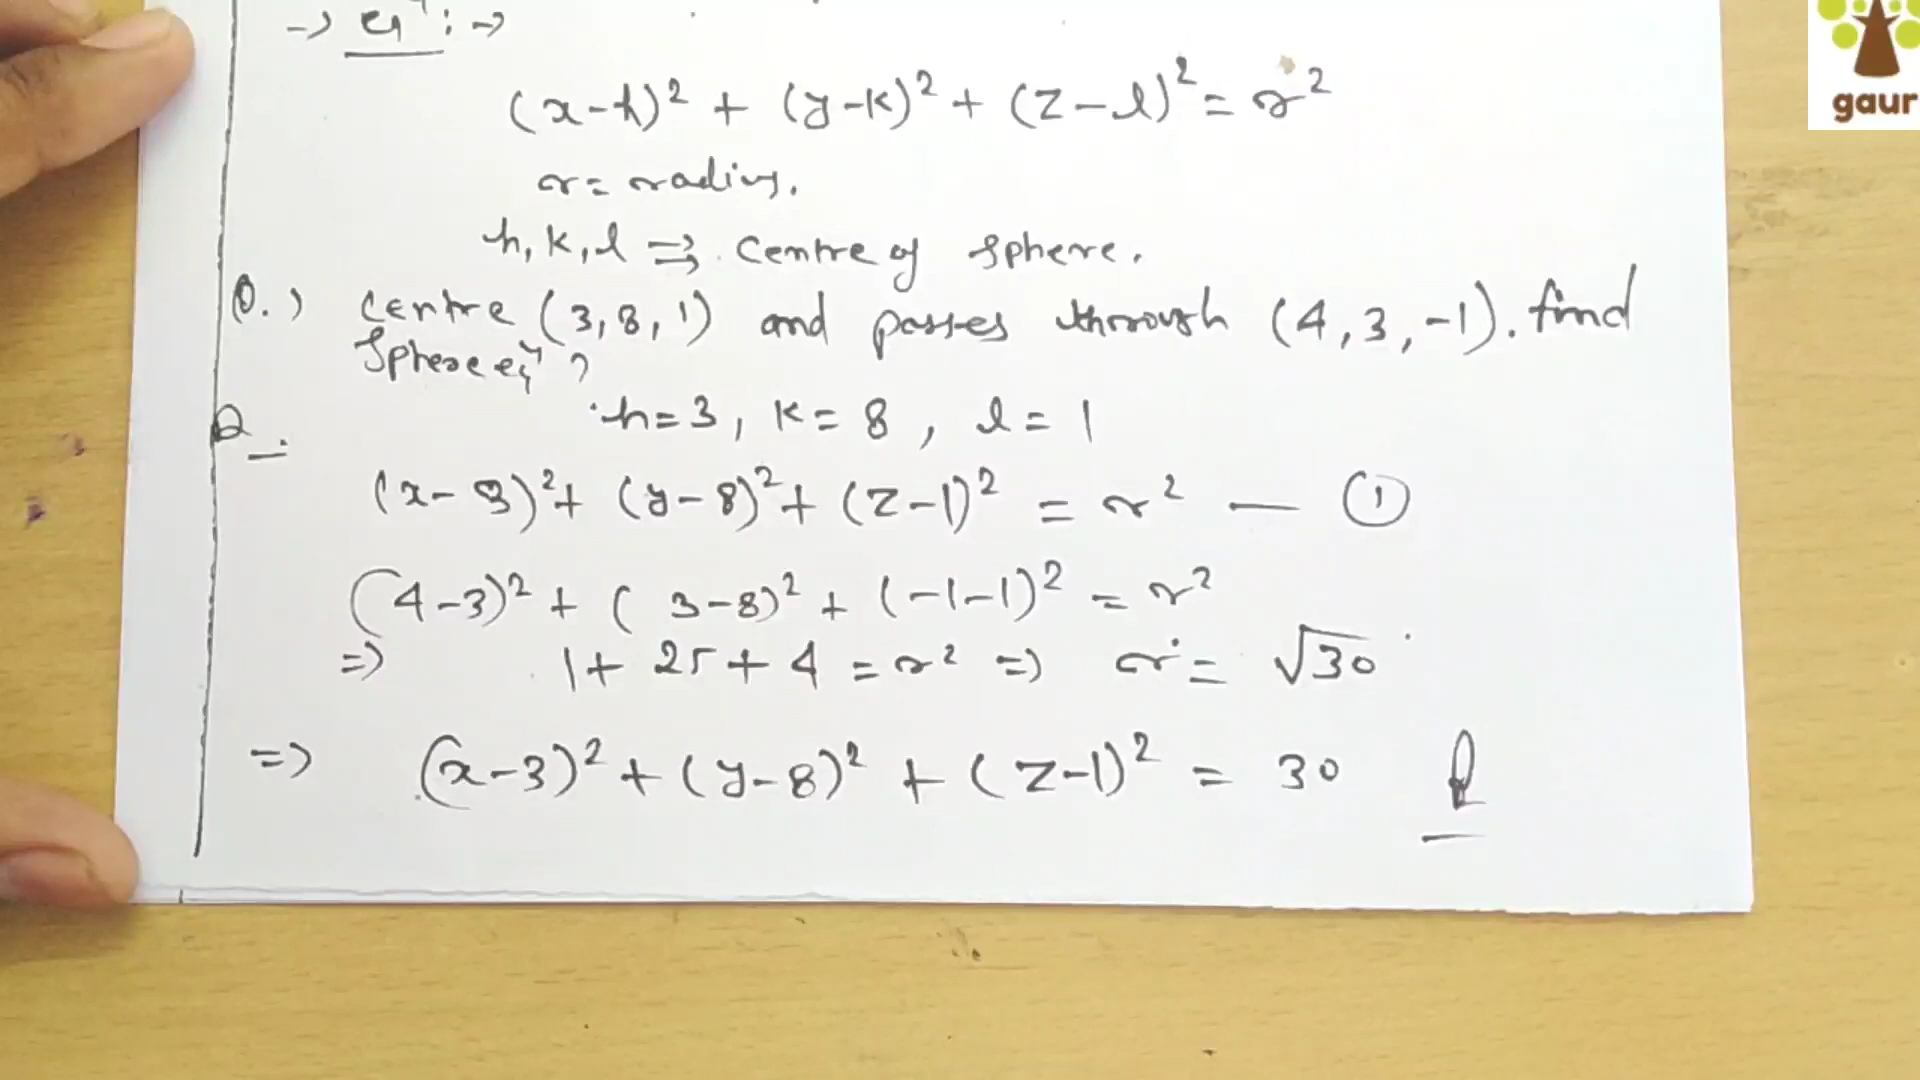 → eqⁿ : →
gaur
(x-h)² + (y-k)² + (z-l)² = r²
r = radius.
h, k, l ⇒ Centre of sphere.
Q.) Centre (3, 8, 1) and passes through (4, 3, -1). find
Sphere eqⁿ ?
h=3, k= 8, l = 1
(x-3)² + (y-8)² + (z-1)² = r² — ①
(4-3)² + (3-8)² + (-1-1)² = r²
=> 1+ 25 + 4 = r² => r = √30
=> (x-3)² + (y-8)² + (z-1)² = 30